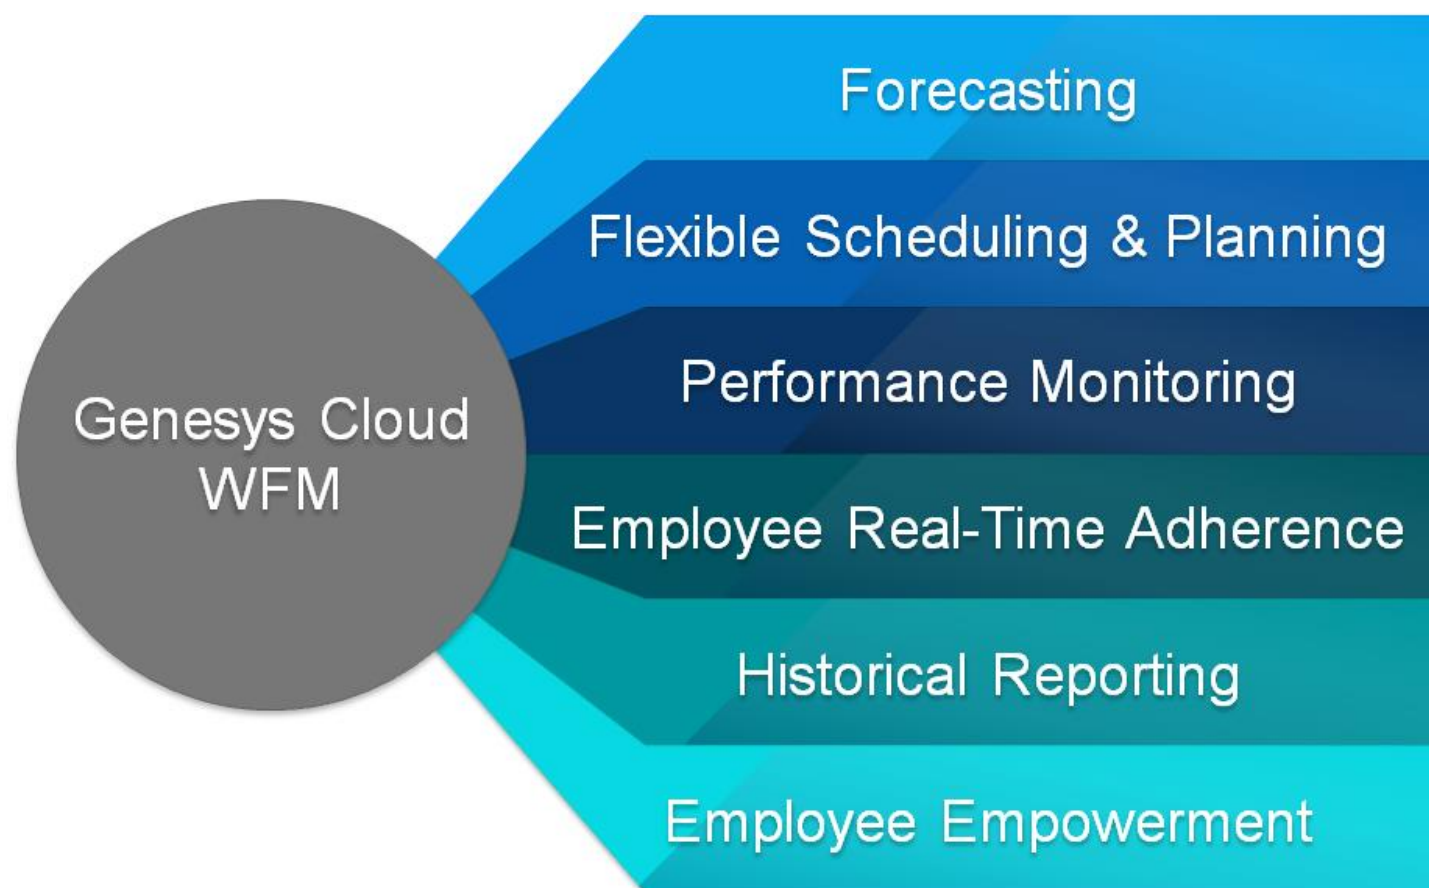 Genesys Cloud
WFM
Forecasting
Flexible Scheduling & Planning
Performance Monitoring
Employee Real-Time Adherence
Historical Reporting
Employee Empowerment